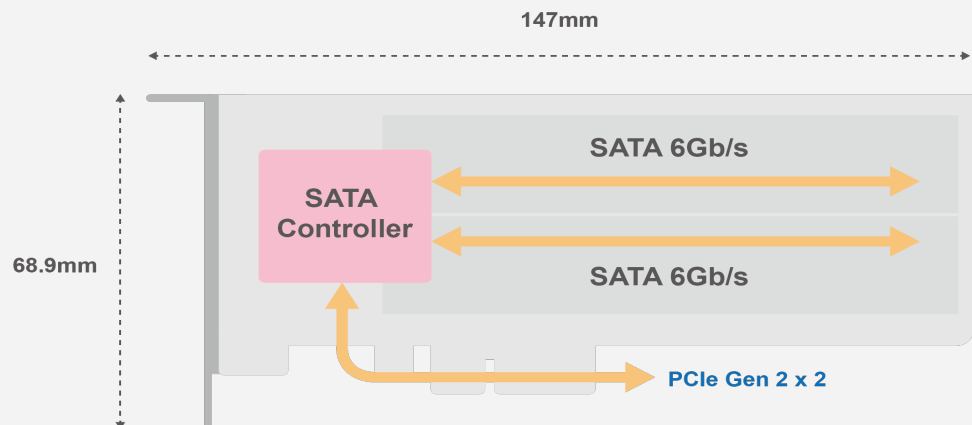 147mm
SATA 6Gb/s
SATA
Controller
68.9mm
SATA 6Gb/s
PCIe Gen 2 x 2